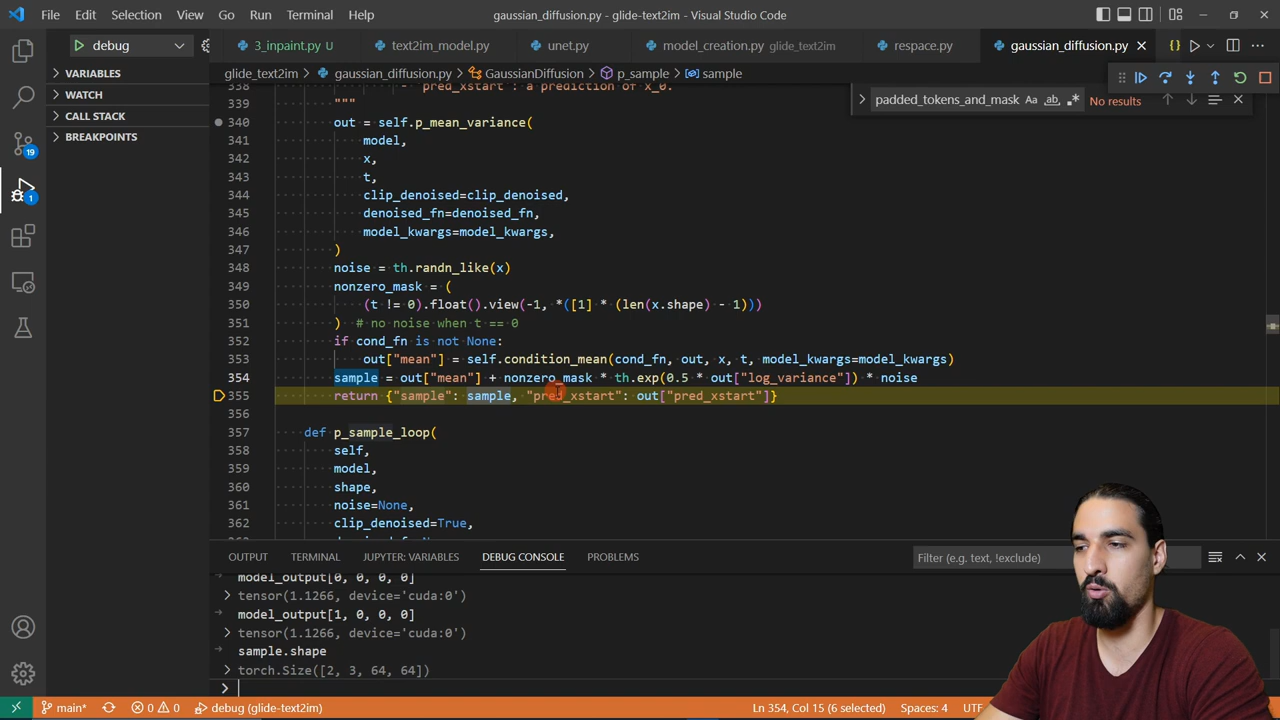 File Edit Selection View Go Run Terminal Help
gaussian_diffusion.py - glide-text2im - Visual Studio Code
debug
3_inpaint.py U
text2im_model.py
unet.py
model_creation.py glide_text2im
respace.py
gaussian_diffusion.py
VARIABLES
WATCH
CALL STACK
BREAKPOINTS
glide_text2im > gaussian_diffusion.py > GaussianDiffusion > p_sample > sample
padded_tokens_and_mask
No results
338 - 'pred_xstart': a prediction of x_0.
339 """
340 out = self.p_mean_variance(
341 model,
342 x,
343 t,
344 clip_denoised=clip_denoised,
345 denoised_fn=denoised_fn,
346 model_kwargs=model_kwargs,
347 )
348 noise = th.randn_like(x)
349 nonzero_mask = (
350 (t != 0).float().view(-1, *([1] * (len(x.shape) - 1)))
351 ) # no noise when t == 0
352 if cond_fn is not None:
353 out["mean"] = self.condition_mean(cond_fn, out, x, t, model_kwargs=model_kwargs)
354 sample = out["mean"] + nonzero_mask * th.exp(0.5 * out["log_variance"]) * noise
355 return {"sample": sample, "pred_xstart": out["pred_xstart"]}
356
357 def p_sample_loop(
358 self,
359 model,
360 shape,
361 noise=None,
362 clip_denoised=True,
OUTPUT TERMINAL JUPYTER: VARIABLES DEBUG CONSOLE PROBLEMS
Filter (e.g. text, !exclude)
model_output[0, 0, 0, 0]
tensor(1.1266, device='cuda:0')
model_output[1, 0, 0, 0]
tensor(1.1266, device='cuda:0')
sample.shape
torch.Size([2, 3, 64, 64])
19
1
main* 0 0 debug (glide-text2im)
Ln 354, Col 15 (6 selected) Spaces: 4